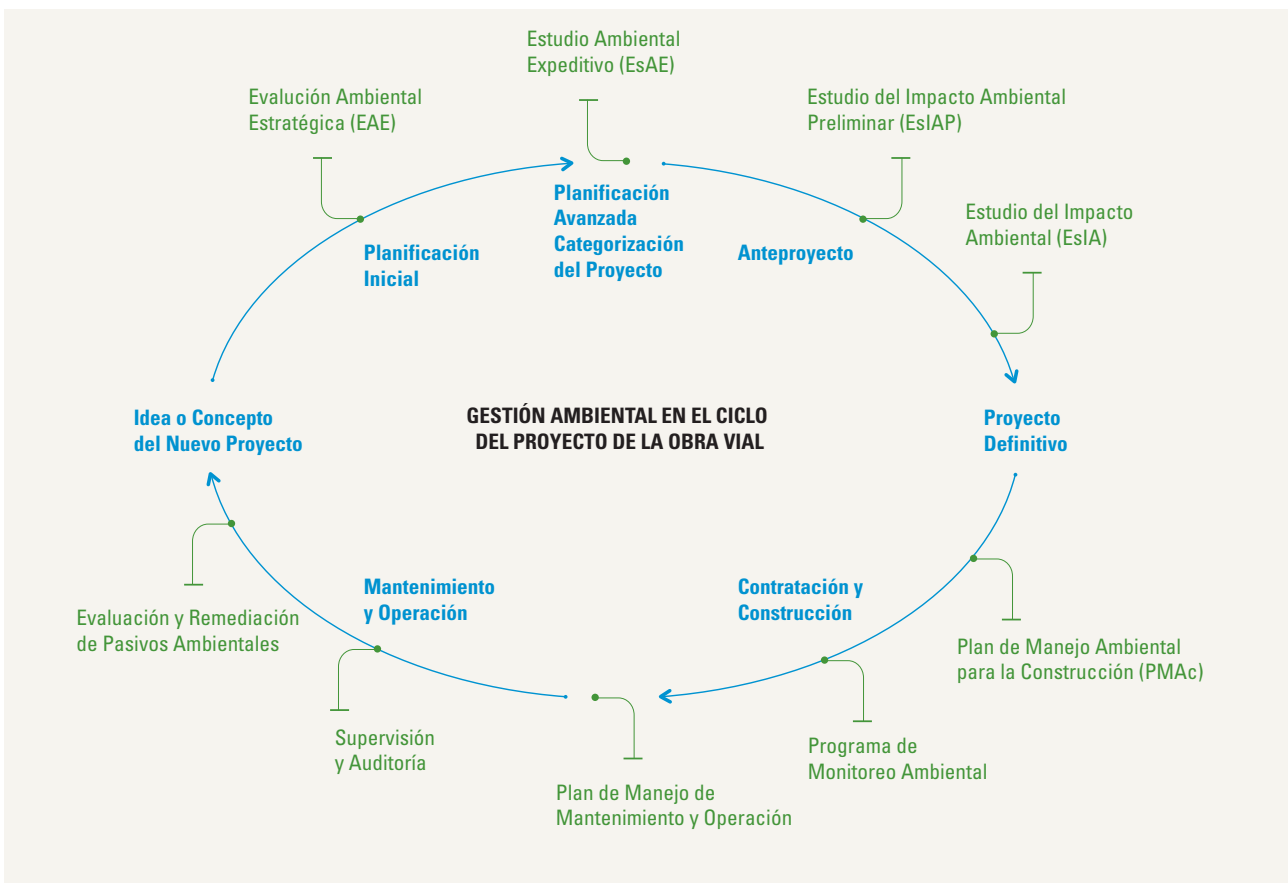 Estudio Ambiental
Expeditivo (EsAE)
Evalución Ambiental
Estratégica (EAE)
Estudio del Impacto Ambiental
Preliminar (EsIAP)
Estudio del Impacto
Ambiental (EsIA)
Planificación
Avanzada
Categorización
del Proyecto
Planificación
Inicial
Anteproyecto
Idea o Concepto
del Nuevo Proyecto
GESTIÓN AMBIENTAL EN EL CICLO
DEL PROYECTO DE LA OBRA VIAL
Proyecto
Definitivo
Mantenimiento
y Operación
Contratación y
Construcción
Evaluación y Remediación
de Pasivos Ambientales
Plan de Manejo Ambiental
para la Construcción (PMAc)
Supervisión
y Auditoría
Programa de
Monitoreo Ambiental
Plan de Manejo de
Mantenimiento y Operación